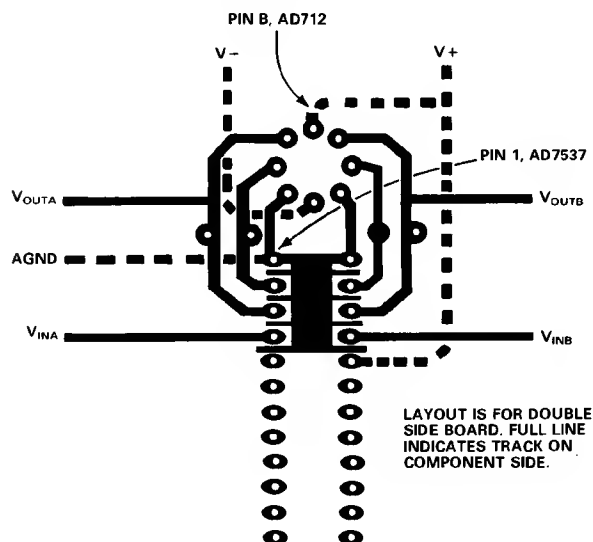 PIN B, AD712
V–
V+
PIN 1, AD7537
VOUTA
VOUTB
AGND
VINA
VINB
LAYOUT IS FOR DOUBLE
SIDE BOARD. FULL LINE
INDICATES TRACK ON
COMPONENT SIDE.